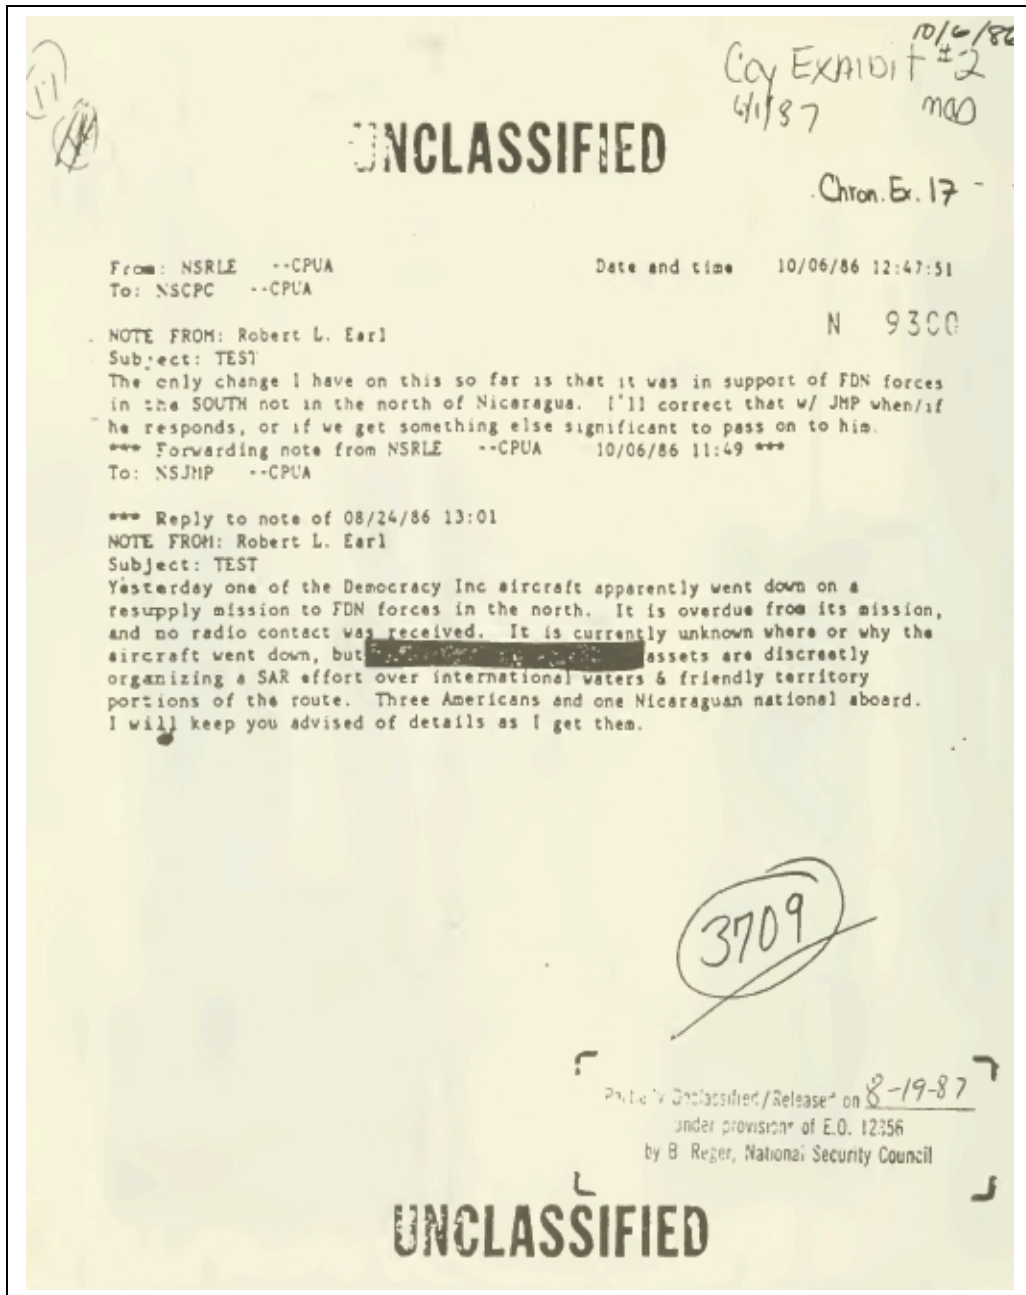 10/6/86
Coy EXHIBIT #2
6/1/87 MAD
UNCLASSIFIED
Chron. Ex. 17
From: NSRLE --CPUA Date and time 10/06/86 12:47:51
To: NSCPC --CPUA
N 9300
NOTE FROM: Robert L. Earl
Subject: TEST
The only change I have on this so far is that it was in support of FDN forces
in the SOUTH not in the north of Nicaragua. I'll correct that w/ JMP when/if
he responds, or if we get something else significant to pass on to him.
*** Forwarding note from NSRLE --CPUA 10/06/86 11:49 ***
To: NSJMP --CPUA
*** Reply to note of 08/24/86 13:01
NOTE FROM: Robert L. Earl
Subject: TEST
Yesterday one of the Democracy Inc aircraft apparently went down on a
resupply mission to FDN forces in the north. It is overdue from its mission,
and no radio contact was received. It is currently unknown where or why the
aircraft went down, but assets are discreetly
organizing a SAR effort over international waters & friendly territory
portions of the route. Three Americans and one Nicaraguan national aboard.
I will keep you advised of details as I get them.
3709
Partially Declassified/Released on 8-19-87
under provisions of E.O. 12356
by B Reger, National Security Council
UNCLASSIFIED